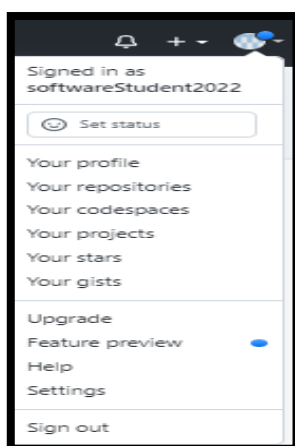 Signed in as
softwareStudent2022
Set status
Your profile
Your repositories
Your codespaces
Your projects
Your stars
Your gists
Upgrade
Feature preview
Help
Settings
Sign out